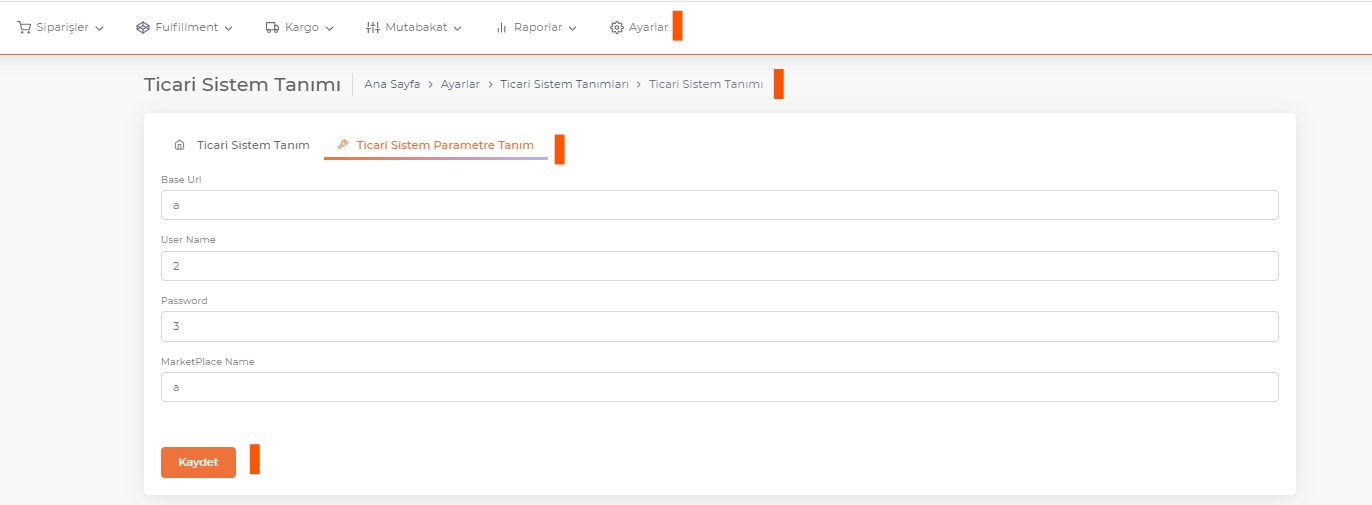 Siparişler Fulfillment Kargo Mutabakat Raporlar Ayarlar
Ticari Sistem Tanımı Ana Sayfa > Ayarlar > Ticari Sistem Tanımları > Ticari Sistem Tanımı
Ticari Sistem Tanım Ticari Sistem Parametre Tanım
Base Url
a
User Name
2
Password
3
MarketPlace Name
a
Kaydet